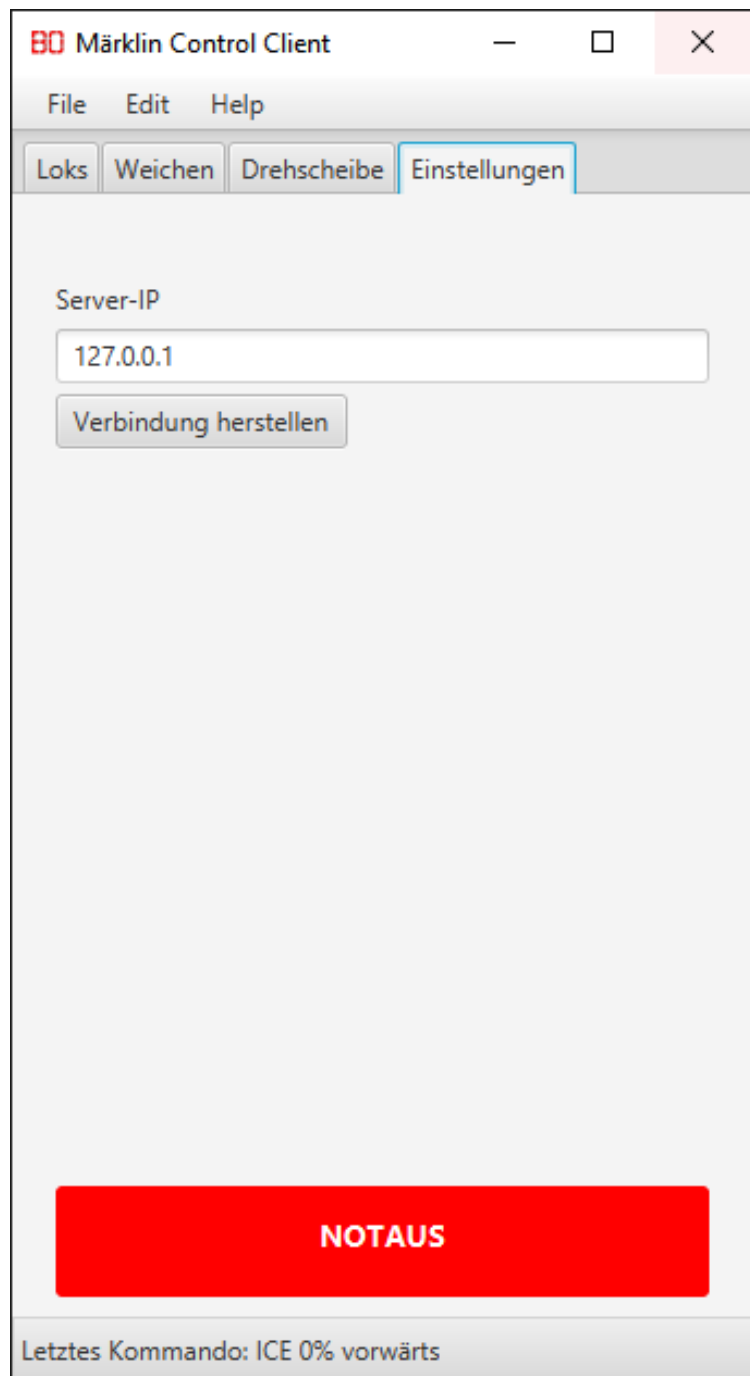 BO Märklin Control Client
File Edit Help
Loks Weichen Drehscheibe Einstellungen
Server-IP
127.0.0.1
Verbindung herstellen
NOTAUS
Letztes Kommando: ICE 0% vorwärts